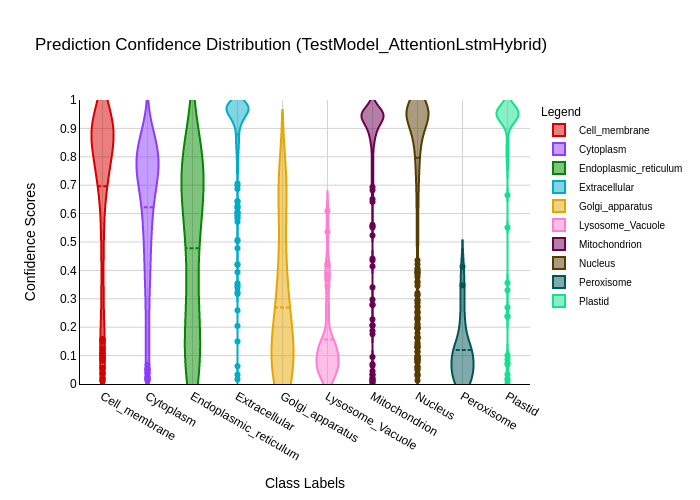 Prediction Confidence Distribution (TestModel_AttentionLstmHybrid)
Legend
Cell_membrane
Cytoplasm
Endoplasmic_reticulum
Extracellular
Golgi_apparatus
Lysosome_Vacuole
Mitochondrion
Nucleus
Peroxisome
Plastid
Confidence Scores
1
0.9
0.8
0.7
0.6
0.5
0.4
0.3
0.2
0.1
0
Cell_membrane
Cytoplasm
Endoplasmic_reticulum
Extracellular
Golgi_apparatus
Lysosome_Vacuole
Mitochondrion
Nucleus
Peroxisome
Plastid
Class Labels